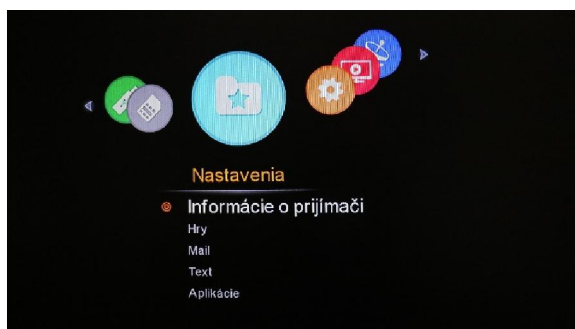 Nastavenia
Informácie o prijímači
Hry
Mail
Text
Aplikácie